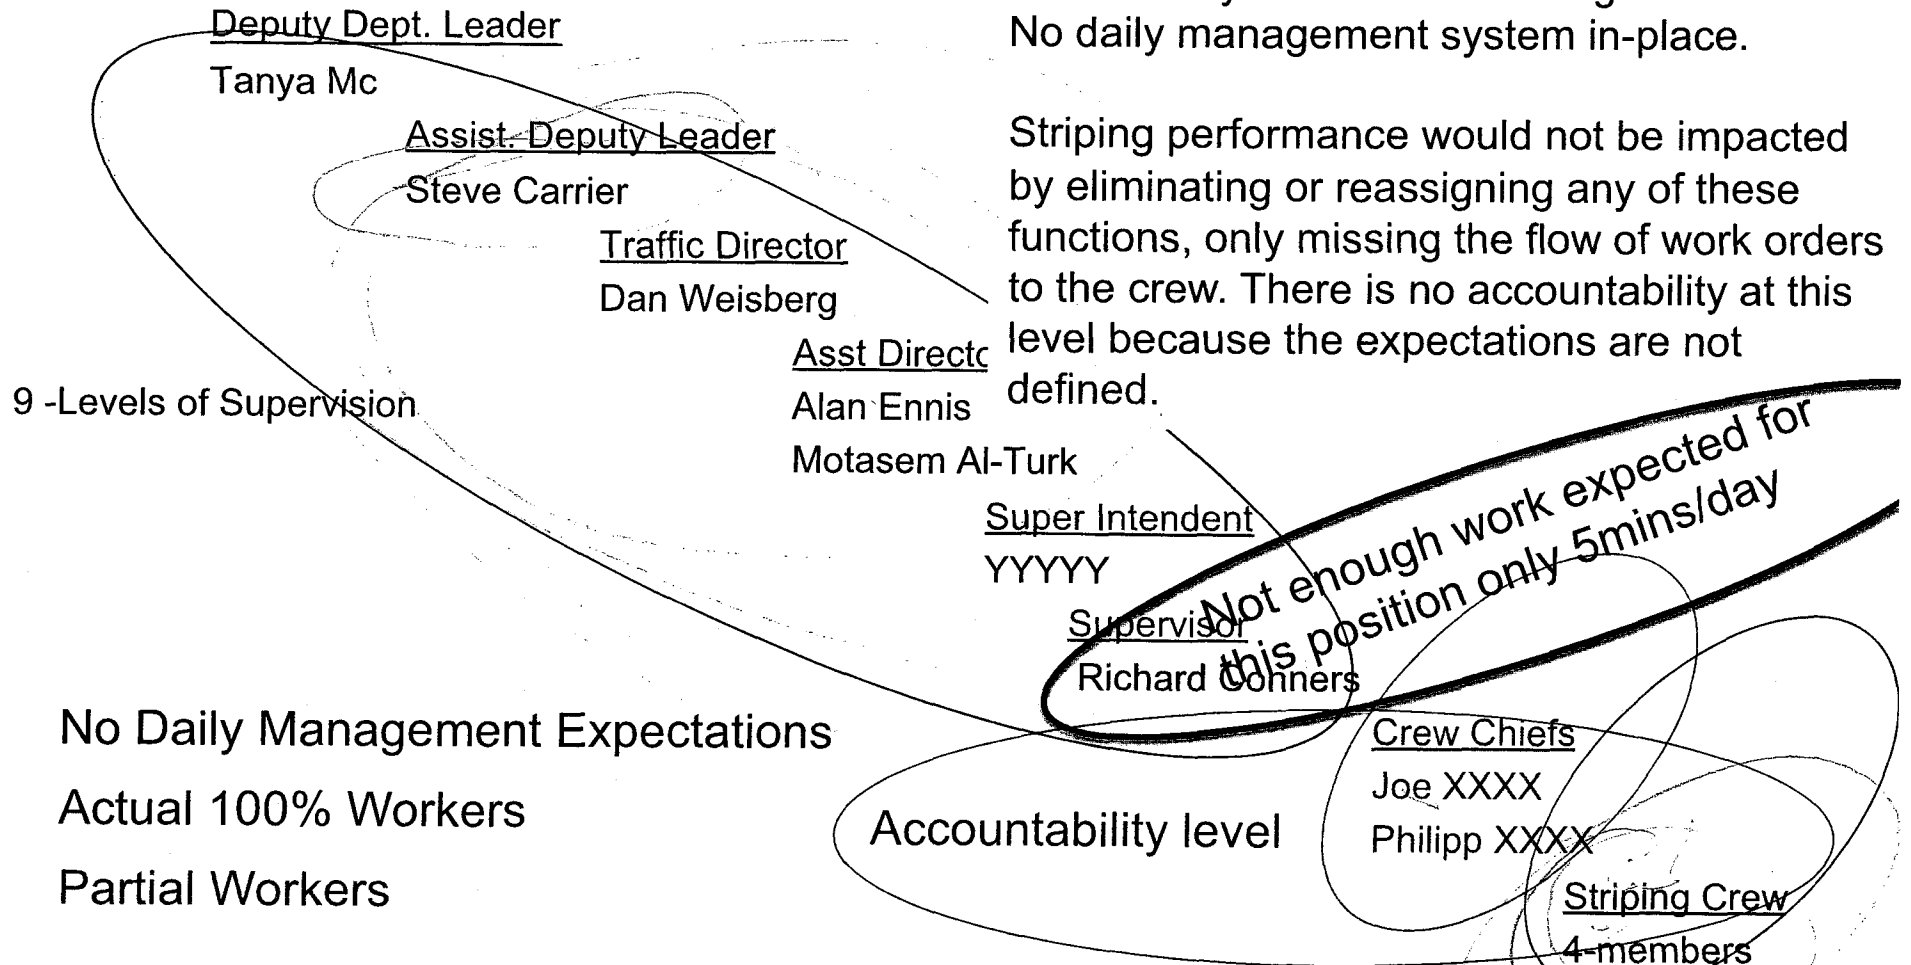 Deputy Dept. Leader
Tanya Mc
Assist. Deputy Leader
Steve Carrier
Traffic Director
Dan Weisberg
Asst Directo
Alan Ennis
Motasem Al-Turk
Super Intendent
YYYYY
Supervisor
Richard Conners
Crew Chiefs
Joe XXXX
Philipp XXXX
Striping Crew
4-members
No daily management system in-place.
Striping performance would not be impacted
by eliminating or reassigning any of these
functions, only missing the flow of work orders
to the crew. There is no accountability at this
level because the expectations are not
defined.
Not enough work expected for
this position only 5mins/day
9 -Levels of Supervision
No Daily Management Expectations
Actual 100% Workers
Partial Workers
Accountability level